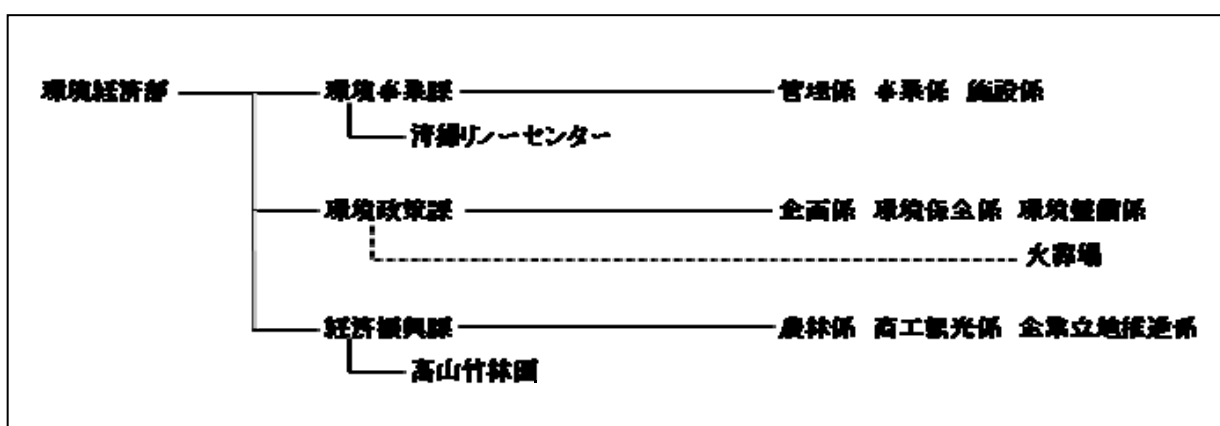 環境経済部 環境事業課 管理係 事業係 施設係
清掃リレーセンター
環境政策課 企画係 環境保全係 環境整備係
火葬場
経済振興課 農林係 商工観光係 企業立地推進係
高山竹林園